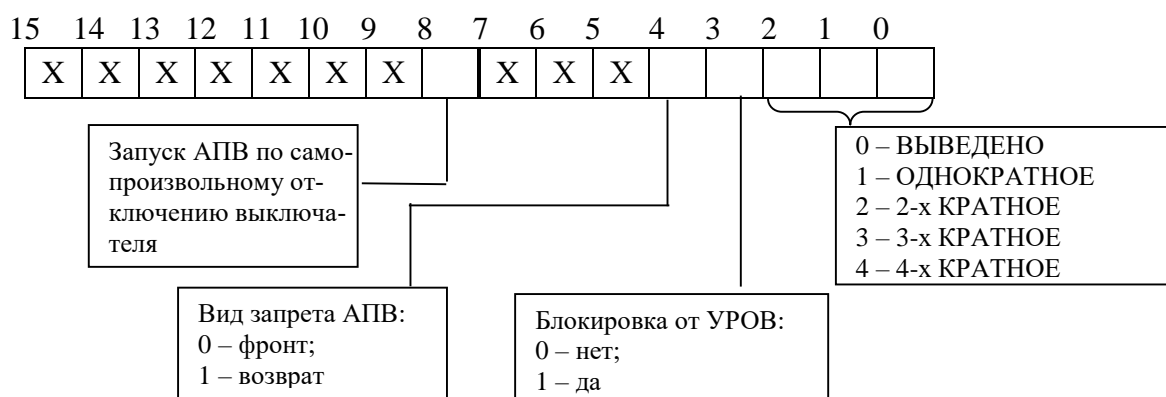 15 14 13 12 11 10 9 8 7 6 5 4 3 2 1 0
X X X X X X X X X X
Запуск АПВ по само-
произвольному от-
ключению выключа-
теля
0 – ВЫВЕДЕНО
1 – ОДНОКРАТНОЕ
2 – 2-х КРАТНОЕ
3 – 3-х КРАТНОЕ
4 – 4-х КРАТНОЕ
Вид запрета АПВ:
0 – фронт;
1 – возврат
Блокировка от УРОВ:
0 – нет;
1 – да